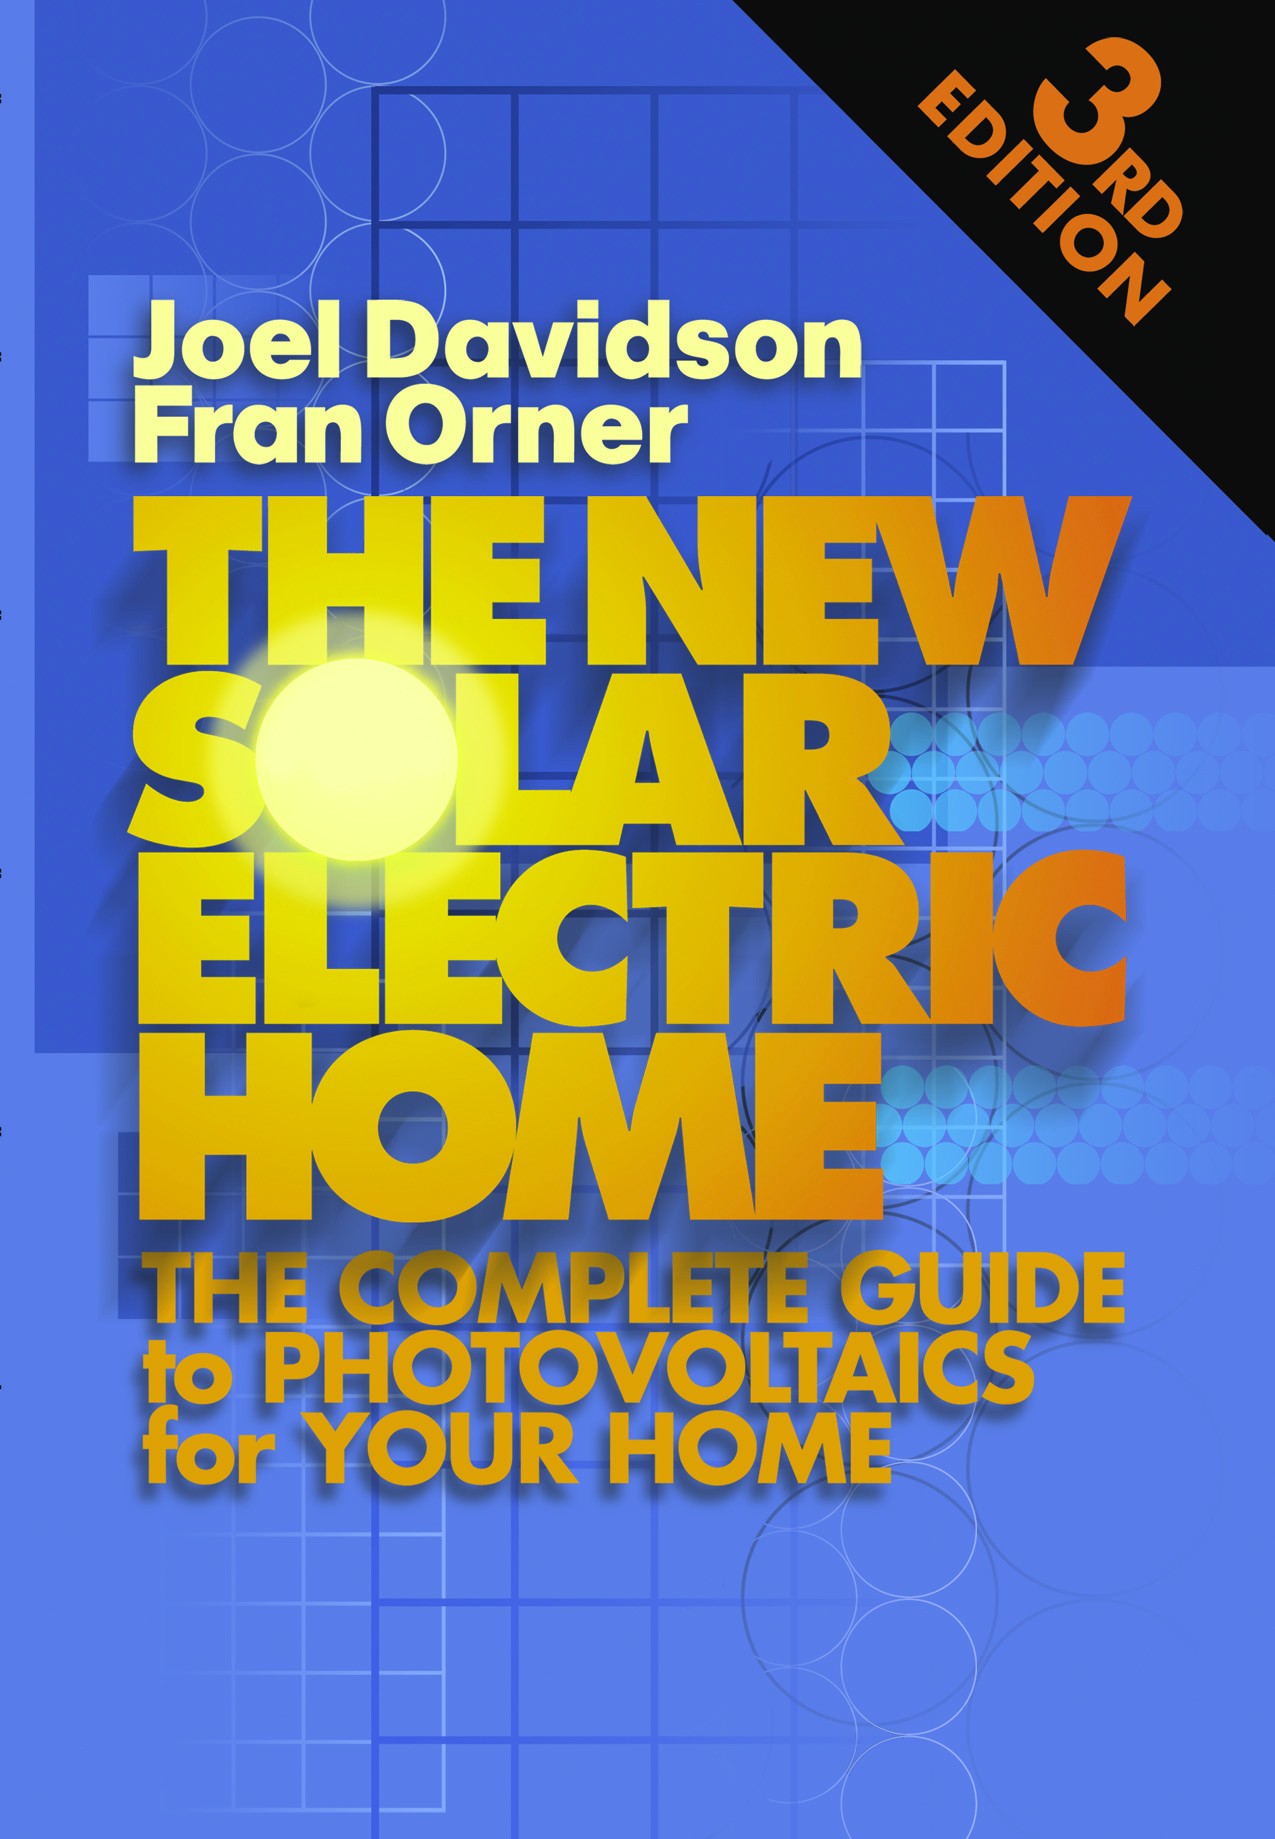 3RD
EDITION
Joel Davidson
Fran Orner
THE NEW
SOLAR
ELECTRIC
HOME
THE COMPLETE GUIDE
to PHOTOVOLTAICS
for YOUR HOME